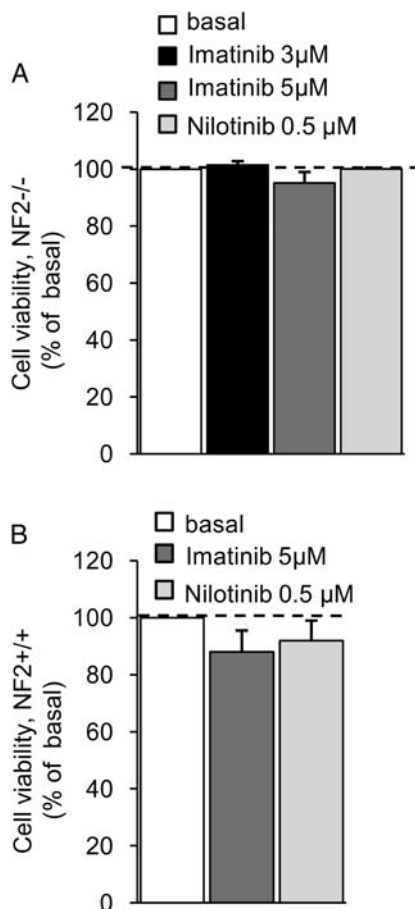 basal
Imatinib 3µM
A
Imatinib 5µM
Nilotinib 0.5 µM
120
100
80
60
40
20
0
Cell viability, NF2-/-
(% of basal)
basal
B
Imatinib 5µM
Nilotinib 0.5 µM
120
100
80
60
40
20
0
Cell viability, NF2+/+
(% of basal)